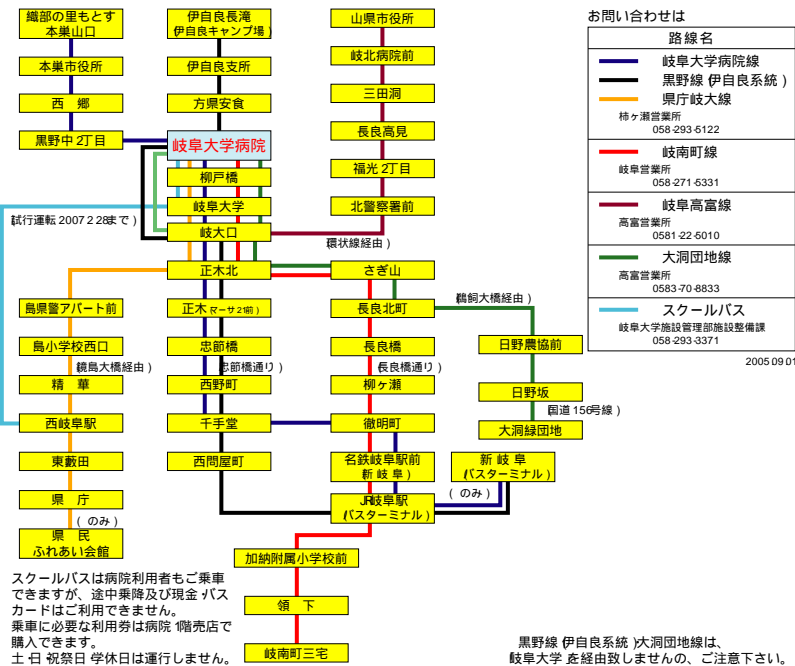 織部の里もとす
本巣山口
本巣市役所
西　郷
黒野中 2丁目
伊自良長滝
(伊自良キャンプ場 )
伊自良支所
方県安食
岐阜大学病院
柳戸橋
岐阜大学
岐大口
山県市役所
岐北病院前
三田洞
長良高見
福光 2丁目
北警察署前
(試行運転 2007 2 28まで )
(環状線経由 )
正木北
さぎ山
島県警アパート前
島小学校西口
(鏡島大橋経由 )
精　華
西岐阜駅
東藪田
県　庁
( のみ )
県　民
ふれあい会館
正木 (マーサ 21前 )
忠節橋
(忠節橋通り )
西野町
千手堂
西問屋町
長良北町
長良橋
(長良橋通り )
柳ヶ瀬
徹明町
名鉄岐阜駅前
(新 岐 阜 )
JR岐阜駅
(バスターミナル )
(鵜飼大橋経由 )
日野農協前
日野坂
(国道 156号線 )
大洞緑団地
新 岐 阜
(バスターミナル )
( のみ )
加納附属小学校前
領　下
岐南町三宅
お問い合わせは
路線名
岐阜大学病院線
黒野線 (伊自良系統 )
県庁岐大線
柿ヶ瀬営業所
058-293-5122
岐南町線
岐阜営業所
058-271-5331
岐阜高富線
高富営業所
0581-22-5010
大洞団地線
高富営業所
0583-70-8833
スクールバス
岐阜大学施設管理部施設整備課
058-293-3371
2005 09 01
スクールバスは病院利用者もご乗車
できますが、途中乗降及び現金 バス
カードはご利用できません。
乗車に必要な利用券は病院 1階売店で
購入できます。
土 日 祝祭日 学休日は運行しません。
黒野線 (伊自良系統 )大洞団地線は、
岐阜大学 を経由致しませんの、ご注意下さい。